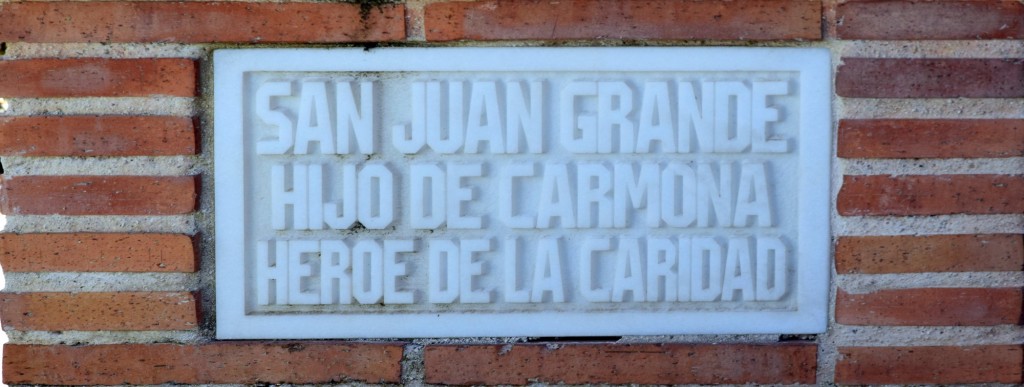 SAN JUAN GRANDE
HIJO DE CARMONA
HEROE DE LA CARIDAD